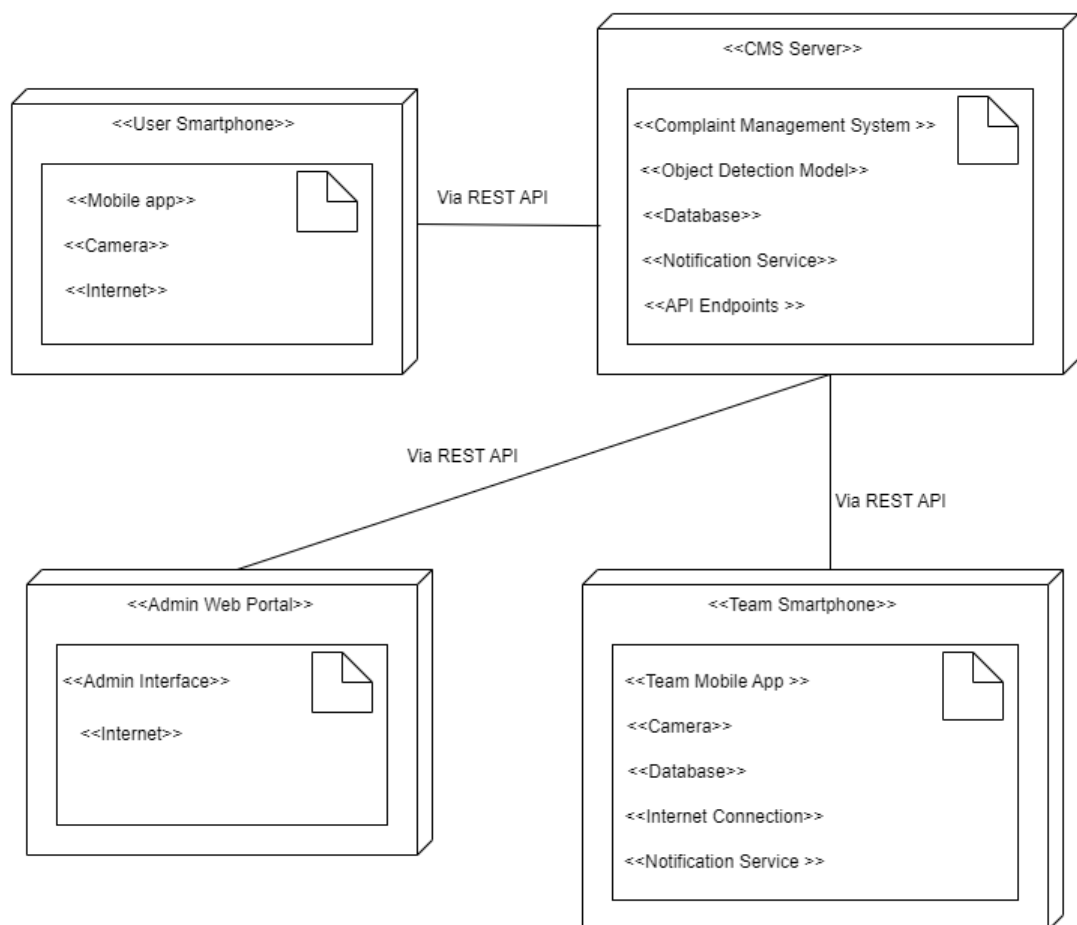 <<CMS Server>>
<<User Smartphone>>
<<Complaint Management System >>
<<Object Detection Model>>
<<Database>>
<<Notification Service>>
<<API Endpoints >>
<<Mobile app>>
<<Camera>>
<<Internet>>
Via REST API
Via REST API
Via REST API
<<Admin Web Portal>>
<<Admin Interface>>
<<Internet>>
<<Team Smartphone>>
<<Team Mobile App >>
<<Camera>>
<<Database>>
<<Internet Connection>>
<<Notification Service >>